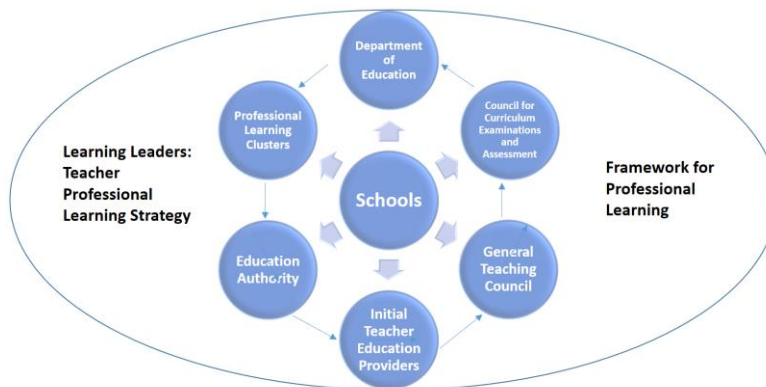 Department
of
Education
Professional
Learning
Clusters
Council for
Curriculum
Examinations
and
Assessment
Learning Leaders:
Teacher
Professional
Learning Strategy
Framework for
Professional
Learning
Schools
Education
Authority
General
Teaching
Council
Initial
Teacher
Education
Providers